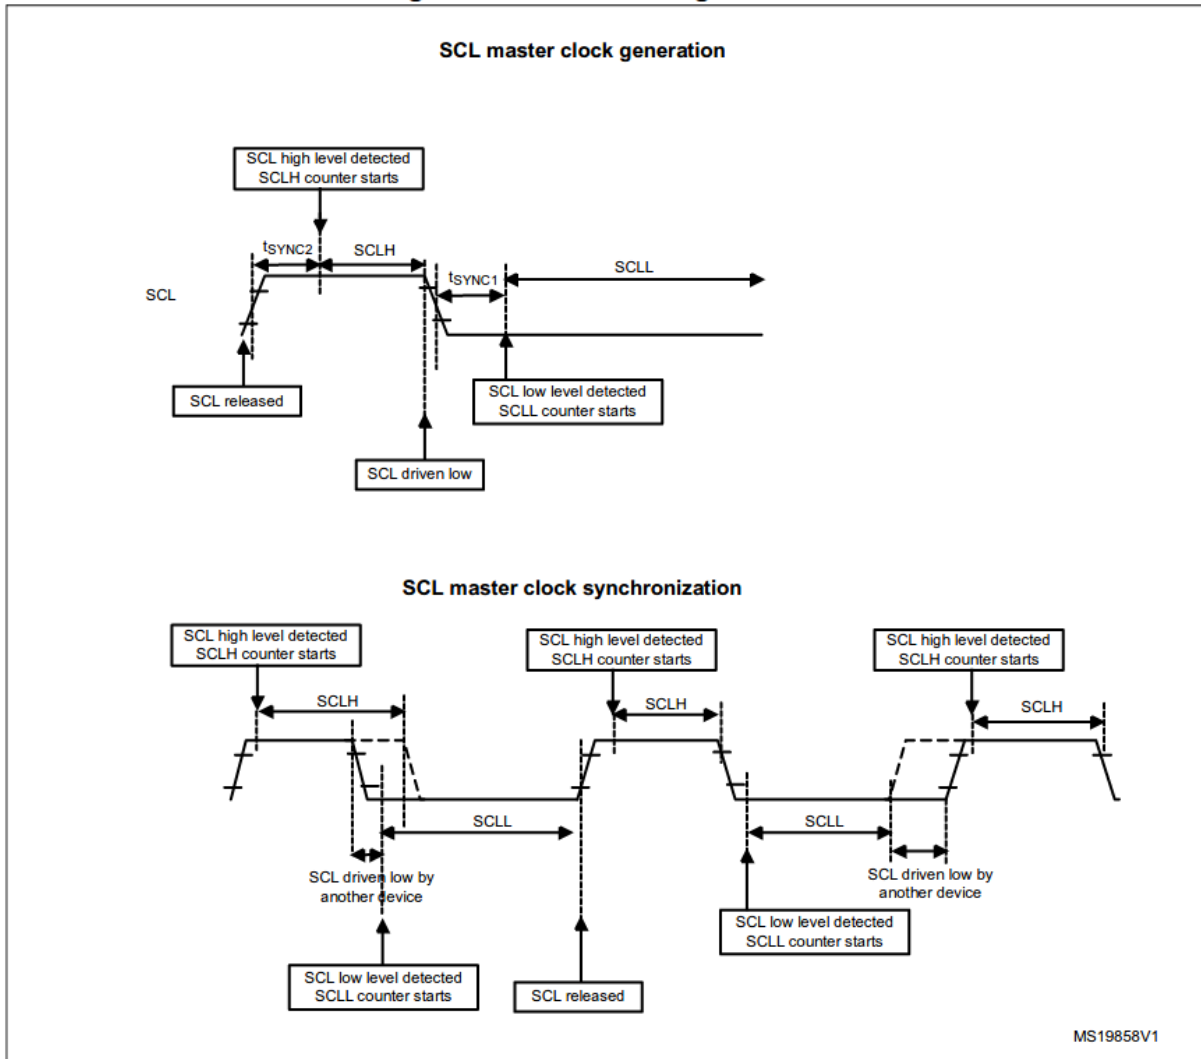 SCL master clock generation
SCL high level detected
SCLH counter starts
tSYNC2
SCLH
SCLL
tSYNC1
SCL
SCL low level detected
SCLL counter starts
SCL released
SCL driven low
SCL master clock synchronization
SCL high level detected
SCLH counter starts
SCL high level detected
SCLH counter starts
SCL high level detected
SCLH counter starts
SCLH
SCLH
SCLH
SCLL
SCLL
SCL driven low by
another device
SCL driven low by
another device
SCL low level detected
SCLL counter starts
SCL low level detected
SCLL counter starts
SCL released
MS19858V1